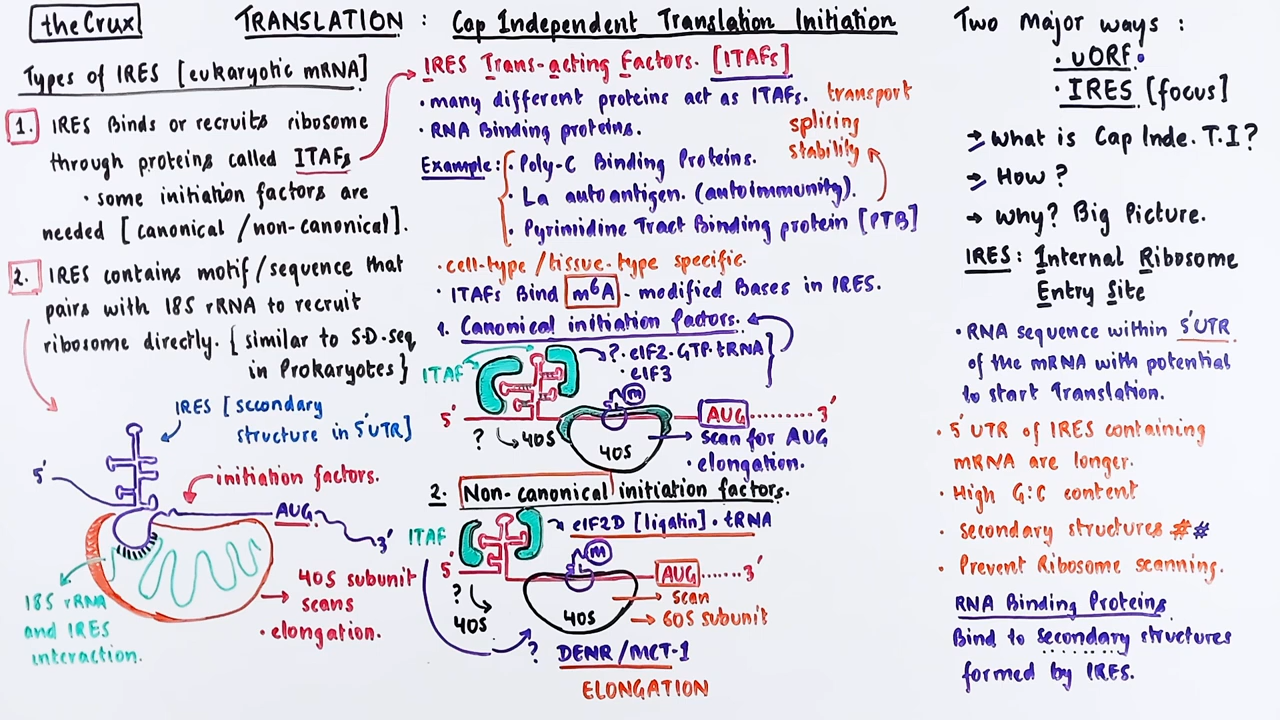 theCrux
TRANSLATION : Cap Independent Translation Initiation
Types of IRES [eukaryotic mRNA]
1. IRES Binds or recruits ribosome
through proteins called ITAFs
• some initiation factors are
needed [canonical / non-canonical].
2. IRES contains motif/sequence that
pairs with 18S rRNA to recruit
ribosome directly. { similar to S-D-seq
in Prokaryotes }
IRES [secondary
structure in 5'UTR]
5'
initiation factors.
AUG
3'
40S subunit
scans
• elongation.
18S rRNA
and IRES
interaction.
IRES Trans-acting Factors. [ITAFs]
• many different proteins act as ITAFs.
• RNA Binding proteins.
transport
splicing
stability
Example: • Poly-C Binding Proteins.
• La autoantigen. (autoimmunity).
• Pyrimidine Tract Binding protein [PTB]
• cell-type/tissue-type specific.
• ITAFs Bind m6A - modified Bases in IRES.
1. Canonical initiation factors.
ITAF
? • eIF2·GTP·tRNA
• eIF3
M
5'
AUG ......... 3'
? 40S
40S
scan for AUG
• elongation.
2. Non-canonical initiation factors.
ITAF
eIF2D [ligatin] • tRNA
M
5'
AUG ...... 3'
?
40S
40S
scan
60S subunit
? DENR/MCT-1
ELONGATION
Two major ways :
• uORF
• IRES [focus]
What is Cap Inde. T.I?
How ?
Why? Big Picture.
IRES : Internal Ribosome
Entry Site
• RNA sequence within 5'UTR
of the mRNA with potential
to start Translation.
• 5'UTR of IRES containing
mRNA are longer.
• High G:C content
• secondary structures # #
• Prevent Ribosome scanning.
RNA Binding Proteins
Bind to secondary structures
formed by IRES.